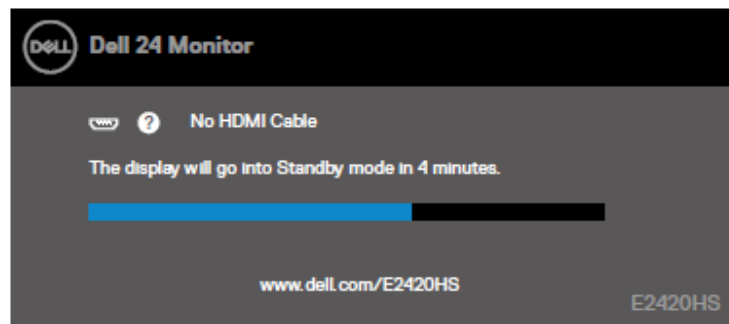 DELL Dell 24 Monitor
? No HDMI Cable
The display will go into Standby mode in 4 minutes.
www.dell.com/E2420HS
E2420HS